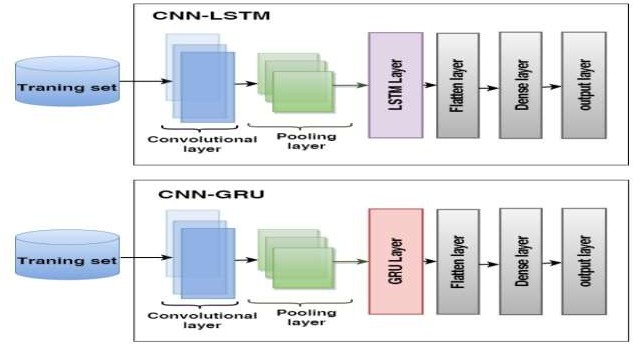 CNN-LSTM
Traning set
Convolutional
layer
Pooling
layer
LSTM Layer
Flatten layer
Dense layer
output layer
CNN-GRU
Traning set
Convolutional
layer
Pooling
layer
GRU Layer
Flatten layer
Dense layer
output layer